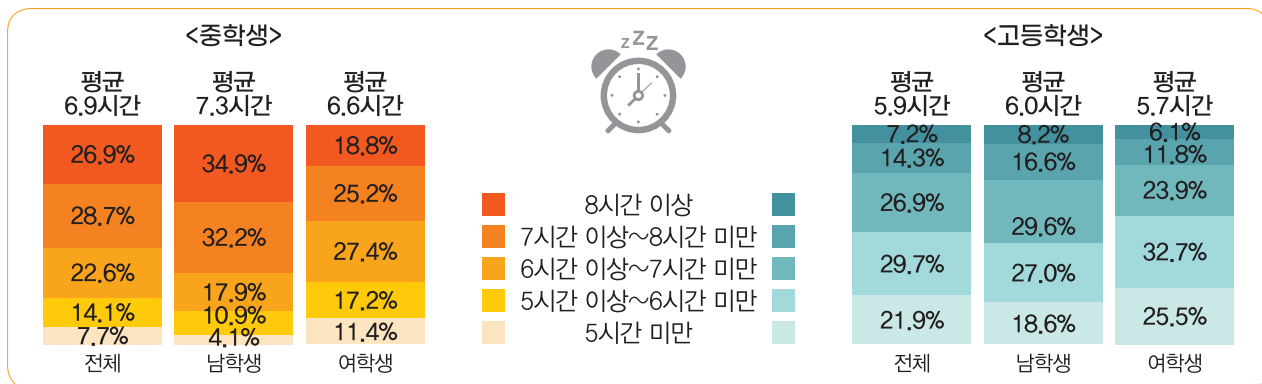 <중학생>
평균
6.9시간
평균
7.3시간
평균
6.6시간
26.9%
28.7%
22.6%
14.1%
7.7%
전체
34.9%
32.2%
17.9%
10.9%
4.1%
남학생
18.8%
25.2%
27.4%
17.2%
11.4%
여학생
zZZ
8시간 이상
7시간 이상~8시간 미만
6시간 이상~7시간 미만
5시간 이상~6시간 미만
5시간 미만
<고등학생>
평균
5.9시간
평균
6.0시간
평균
5.7시간
7.2%
14.3%
26.9%
29.7%
21.9%
전체
8.2%
16.6%
29.6%
27.0%
18.6%
남학생
6.1%
11.8%
23.9%
32.7%
25.5%
여학생